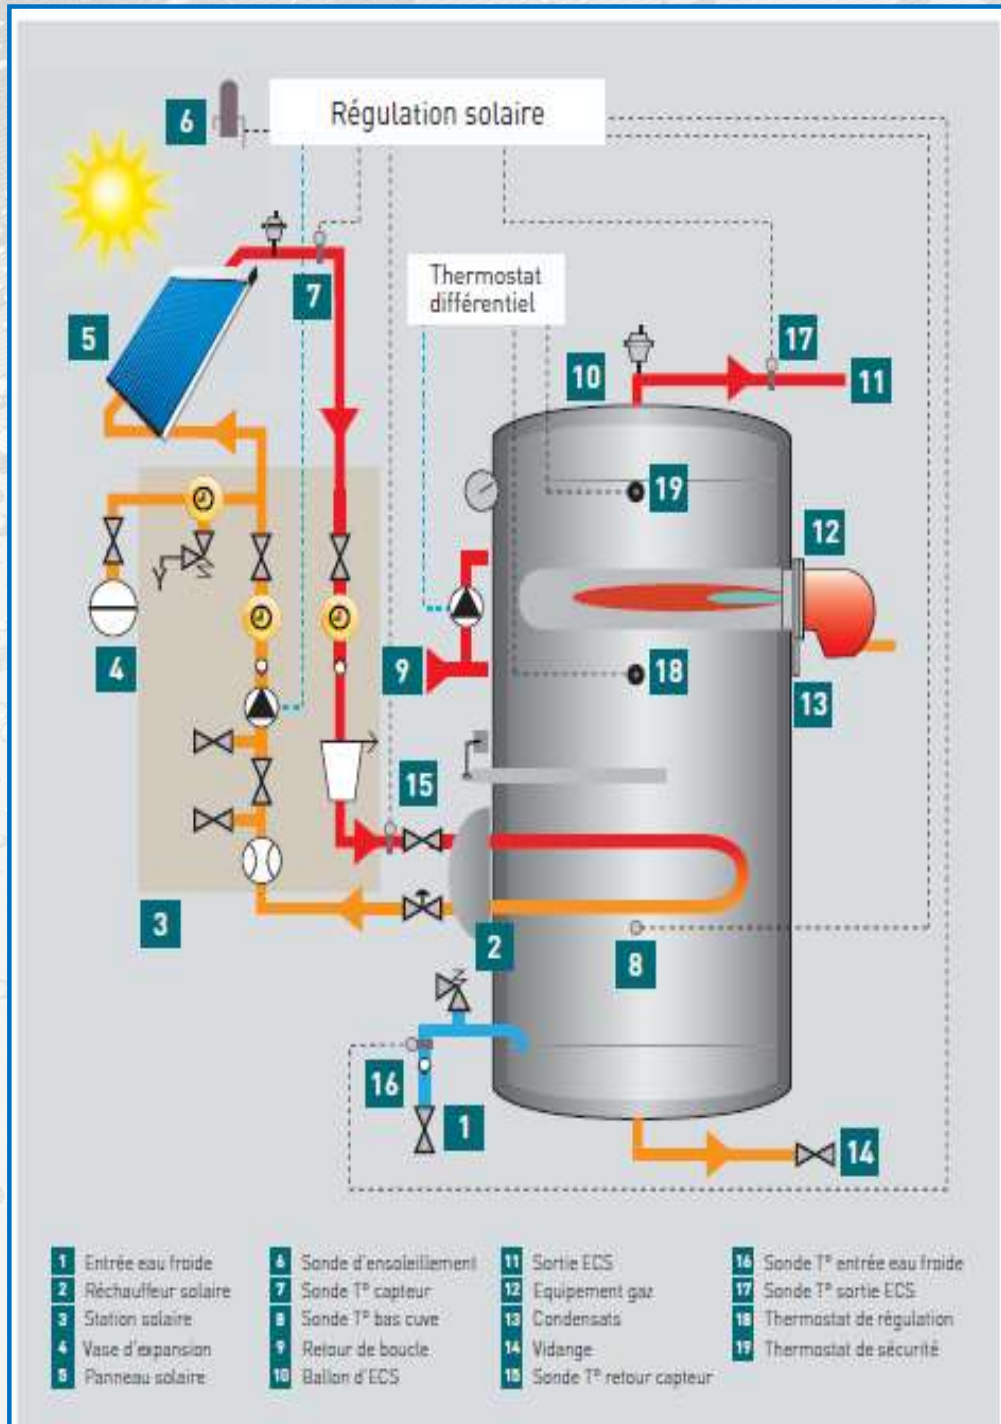 6
Régulation solaire
7
Thermostat
différentiel
5
17
10
11
19
12
4
9
18
13
15
3
2
8
16
1
14
1 Entrée eau froide
2 Réchauffeur solaire
3 Station solaire
4 Vase d'expansion
5 Panneau solaire
6 Sonde d'ensoleillement
7 Sonde T° capteur
8 Sonde T° bas cuve
9 Retour de boucle
10 Ballon d'ECS
11 Sortie ECS
12 Equipement gaz
13 Condensats
14 Vidange
15 Sonde T° retour capteur
16 Sonde T° entrée eau froide
17 Sonde T° sortie ECS
18 Thermostat de régulation
19 Thermostat de sécurité